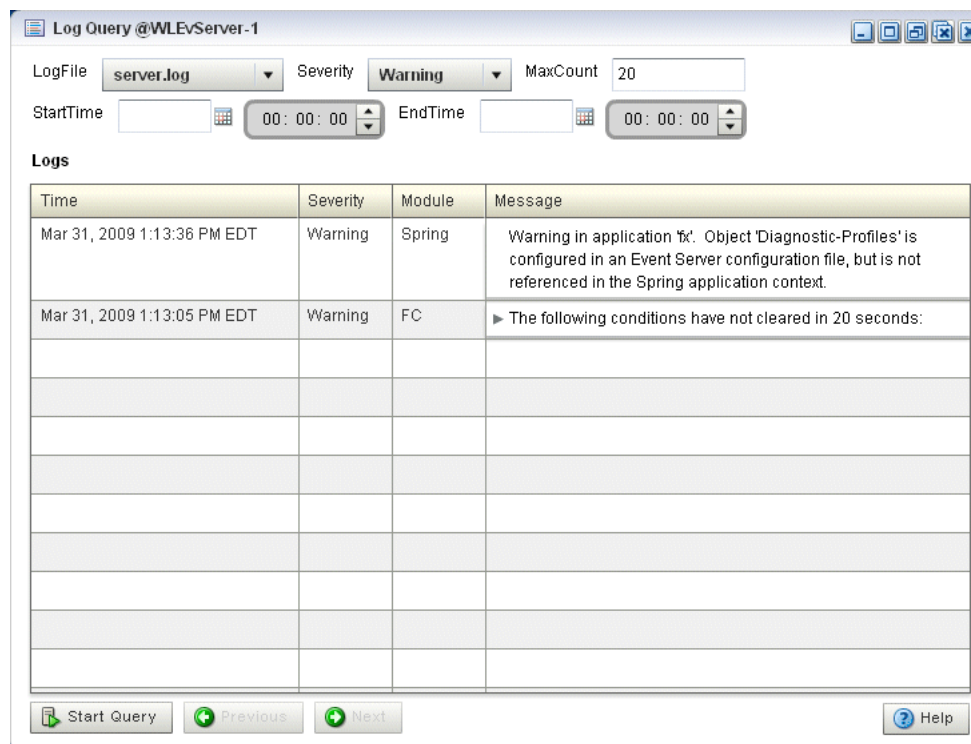 Log Query @WLEvServer-1
LogFile server.log Severity Warning MaxCount 20
StartTime 00: 00: 00 EndTime 00: 00: 00
Logs
Time Severity Module Message
Mar 31, 2009 1:13:36 PM EDT Warning Spring Warning in application 'fx'. Object 'Diagnostic-Profiles' is
configured in an Event Server configuration file, but is not
referenced in the Spring application context.
Mar 31, 2009 1:13:05 PM EDT Warning FC The following conditions have not cleared in 20 seconds:
Start Query Previous Next Help